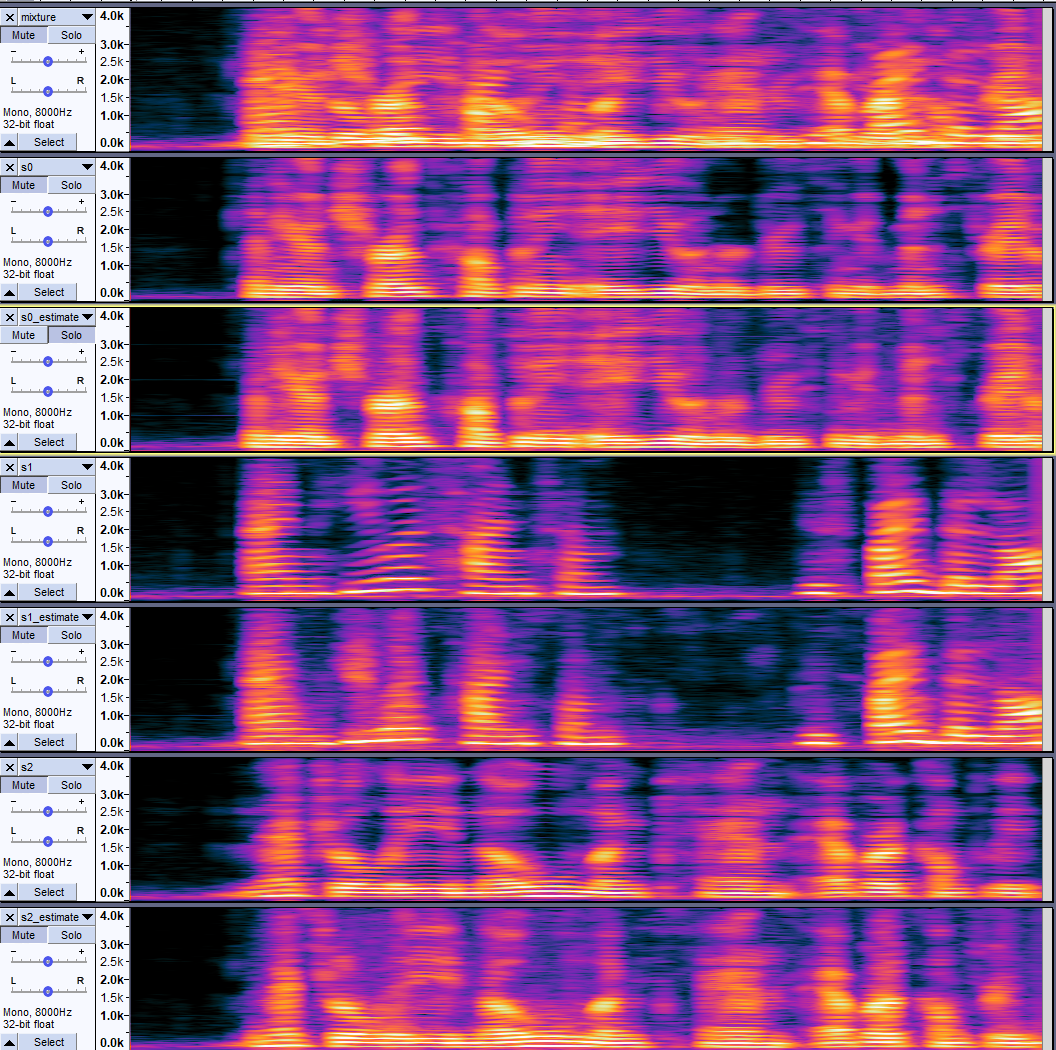 mixture
Mute Solo
- +
L R
Mono, 8000Hz
32-bit float
Select
4.0k
3.0k
2.5k
2.0k
1.5k
1.0k
0.0k
s0
Mute Solo
- +
L R
Mono, 8000Hz
32-bit float
Select
4.0k
3.0k
2.5k
2.0k
1.5k
1.0k
0.0k
s0_estimate
Mute Solo
- +
L R
Mono, 8000Hz
32-bit float
Select
4.0k
3.0k
2.5k
2.0k
1.5k
1.0k
0.0k
s1
Mute Solo
- +
L R
Mono, 8000Hz
32-bit float
Select
4.0k
3.0k
2.5k
2.0k
1.5k
1.0k
0.0k
s1_estimate
Mute Solo
- +
L R
Mono, 8000Hz
32-bit float
Select
4.0k
3.0k
2.5k
2.0k
1.5k
1.0k
0.0k
s2
Mute Solo
- +
L R
Mono, 8000Hz
32-bit float
Select
4.0k
3.0k
2.5k
2.0k
1.5k
1.0k
0.0k
s2_estimate
Mute Solo
- +
L R
Mono, 8000Hz
32-bit float
Select
4.0k
3.0k
2.5k
2.0k
1.5k
1.0k
0.0k